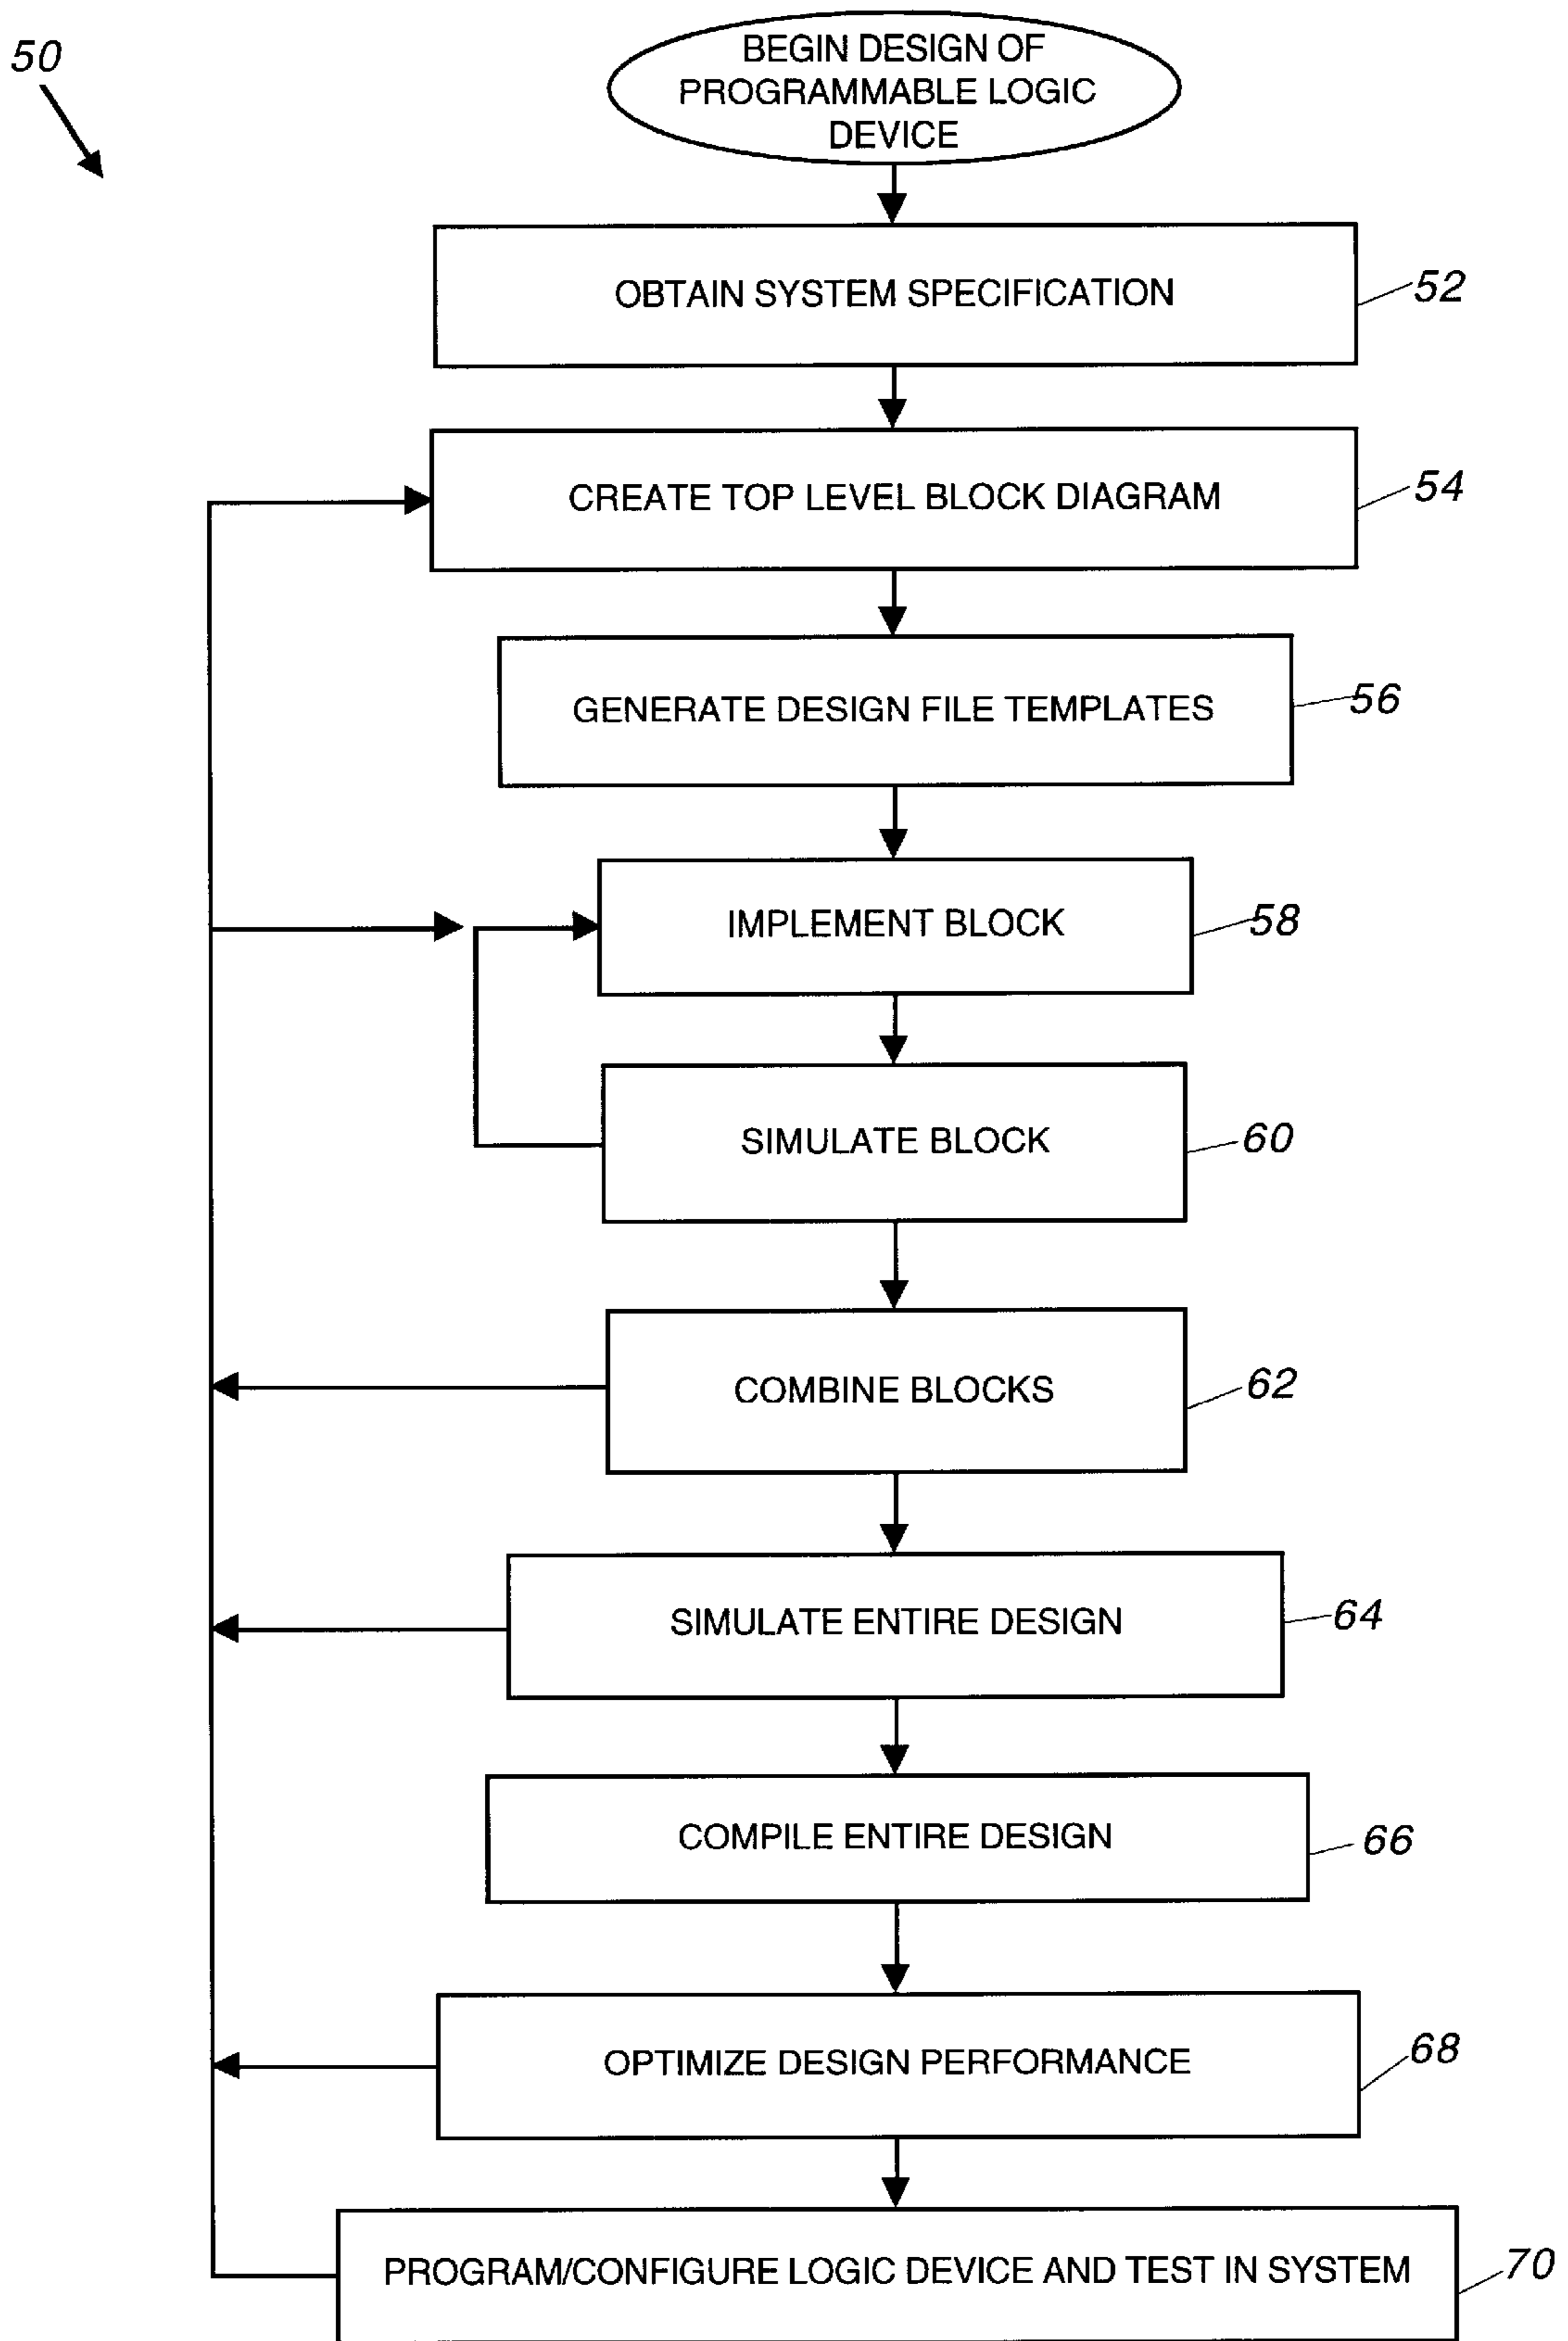 50
BEGIN DESIGN OF
PROGRAMMABLE LOGIC
DEVICE
OBTAIN SYSTEM SPECIFICATION
52
CREATE TOP LEVEL BLOCK DIAGRAM
54
GENERATE DESIGN FILE TEMPLATES
56
IMPLEMENT BLOCK
58
SIMULATE BLOCK
60
COMBINE BLOCKS
62
SIMULATE ENTIRE DESIGN
64
COMPILE ENTIRE DESIGN
66
OPTIMIZE DESIGN PERFORMANCE
68
PROGRAM/CONFIGURE LOGIC DEVICE AND TEST IN SYSTEM
70